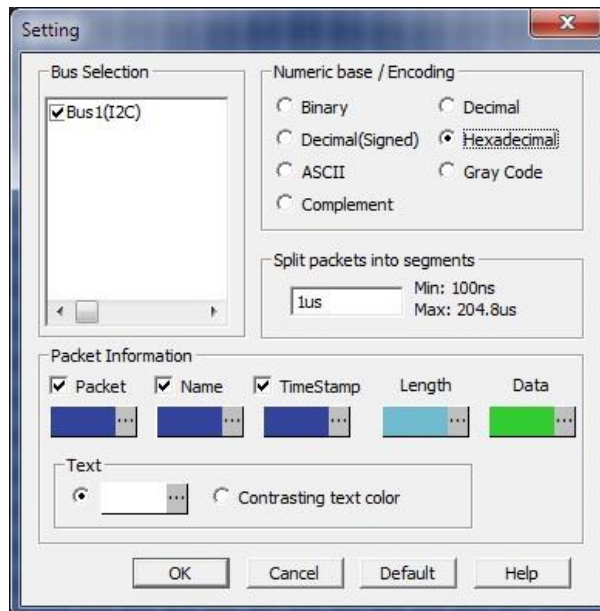 Setting
Bus Selection
Bus1(I2C)
Numeric base / Encoding
Binary
Decimal
Decimal(Signed)
Hexadecimal
ASCII
Gray Code
Complement
Split packets into segments
1us
Min: 100ns
Max: 204.8us
Packet Information
Packet
Name
TimeStamp
Length
Data
...
...
...
...
...
Text
...
Contrasting text color
OK
Cancel
Default
Help